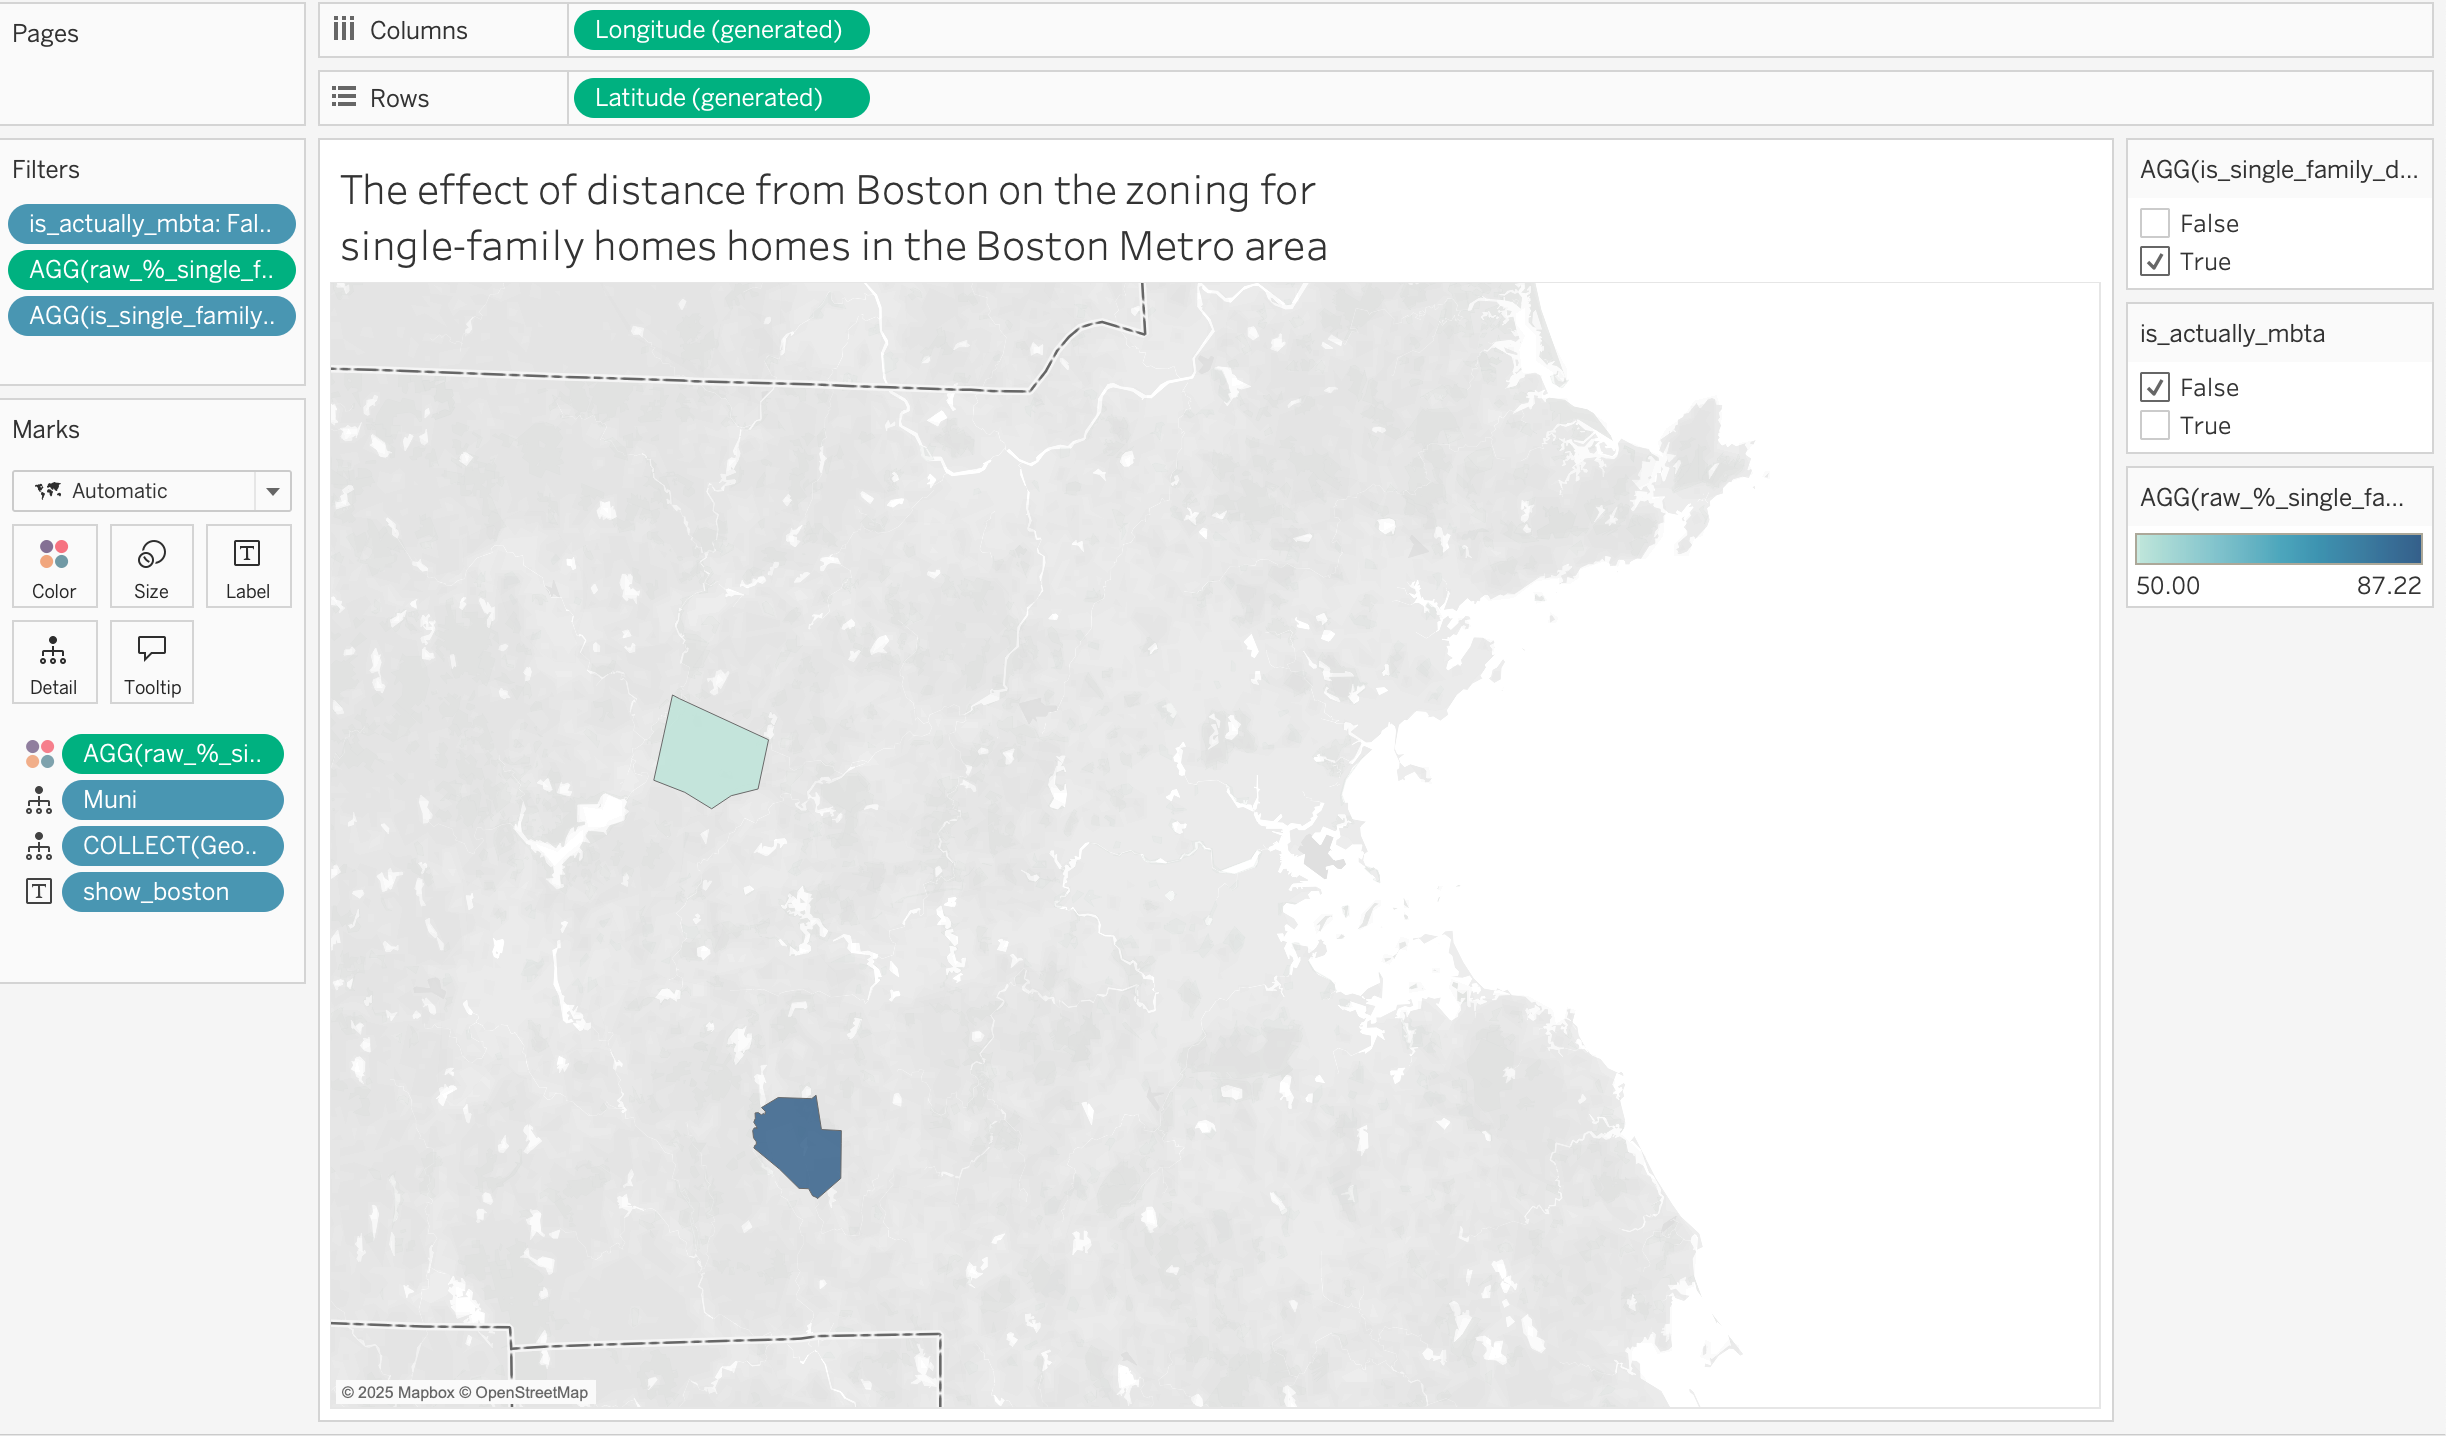 Pages
Columns
Longitude (generated)
Rows
Latitude (generated)
Filters
is_actually_mbta: Fal..
AGG(raw_%_single_f..
AGG(is_single_family..
Marks
Automatic
Color
Size
Label
Detail
Tooltip
AGG(raw_%_si..
Muni
COLLECT(Geo..
show_boston
The effect of distance from Boston on the zoning for
single-family homes homes in the Boston Metro area
© 2025 Mapbox © OpenStreetMap
AGG(is_single_family_d...
False
True
is_actually_mbta
False
True
AGG(raw_%_single_fa...
50.00 87.22